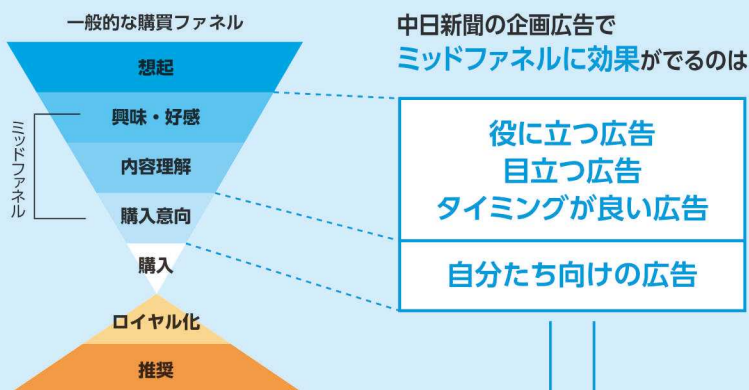 一般的な購買ファネル
想起
興味・好感
内容理解
購入意向
購入
ロイヤル化
推奨
ミッドファネル
中日新聞の企画広告で
ミッドファネルに効果がでるのは
役に立つ広告
目立つ広告
タイミングが良い広告
自分たち向けの広告